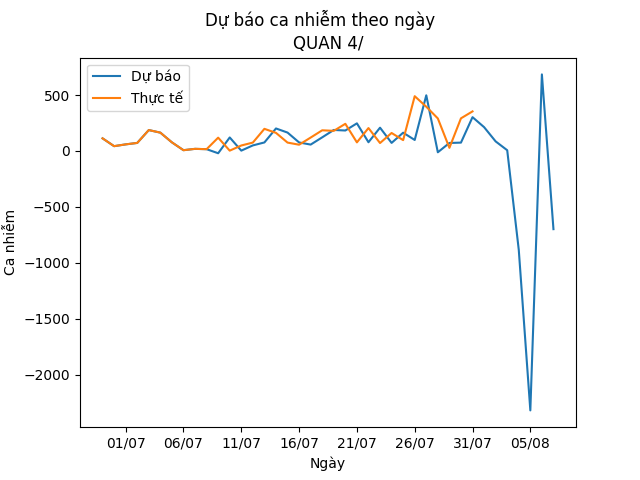 Dự báo ca nhiễm theo ngày
QUAN 4/
Dự báo
Thực tế
500
0
−500
−1000
−1500
−2000
Ca nhiễm
01/07 06/07 11/07 16/07 21/07 26/07 31/07 05/08
Ngày